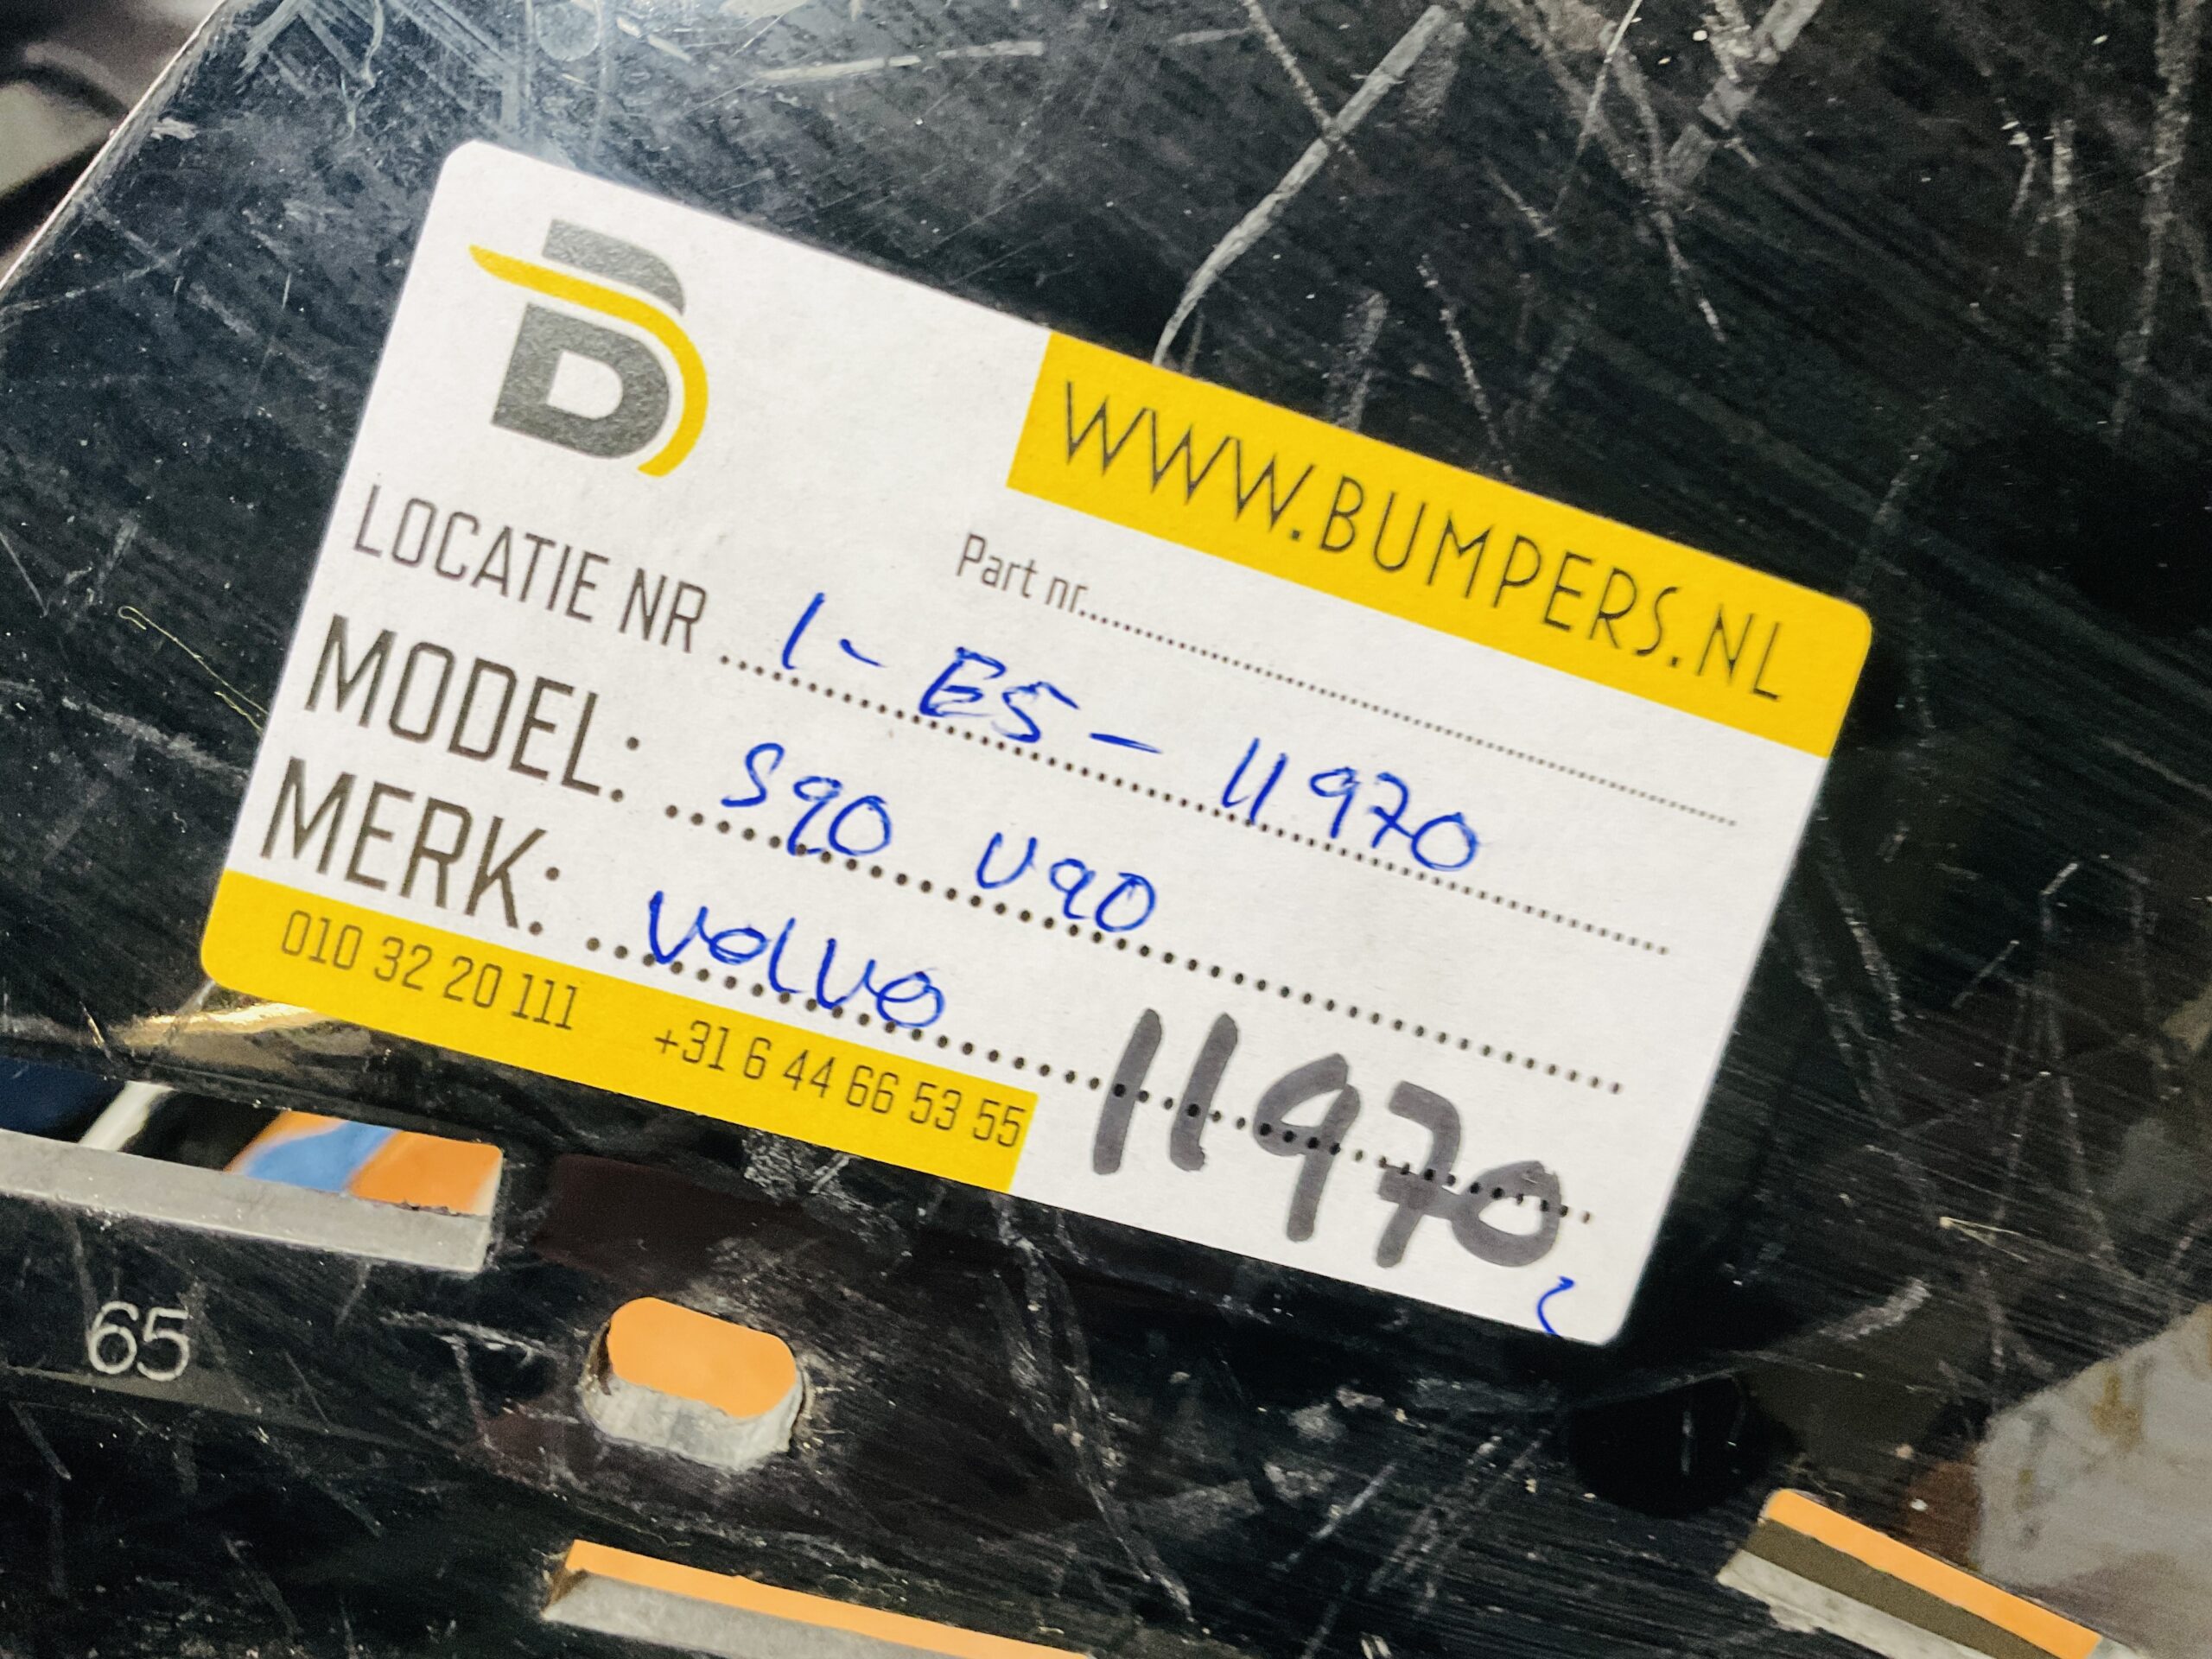 B
WWW.BUMPERS.NL
Part nr.
LOCATIE NR 1- E5 - 11970
MODEL: S90 V90
MERK: VOLVO
010 32 20 111 +31 6 44 66 53 55
11970
65